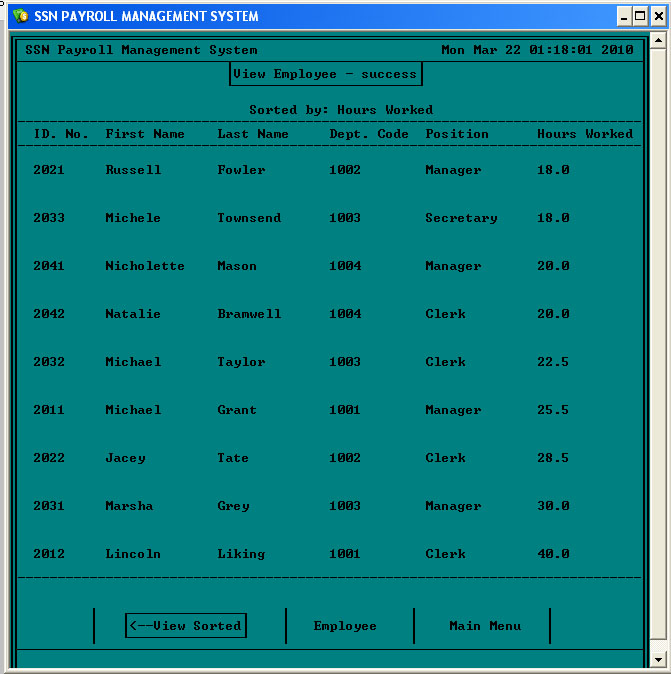 SSN PAYROLL MANAGEMENT SYSTEM
SSN Payroll Management System Mon Mar 22 01:18:01 2010
View Employee - success
Sorted by: Hours Worked
ID. No. First Name Last Name Dept. Code Position Hours Worked
2021 Russell Fowler 1002 Manager 18.0
2033 Michele Townsend 1003 Secretary 18.0
2041 Nicholette Mason 1004 Manager 20.0
2042 Natalie Bramwell 1004 Clerk 20.0
2032 Michael Taylor 1003 Clerk 22.5
2011 Michael Grant 1001 Manager 25.5
2022 Jacey Tate 1002 Clerk 28.5
2031 Marsha Grey 1003 Manager 30.0
2012 Lincoln Liking 1001 Clerk 40.0
<--View Sorted Employee Main Menu